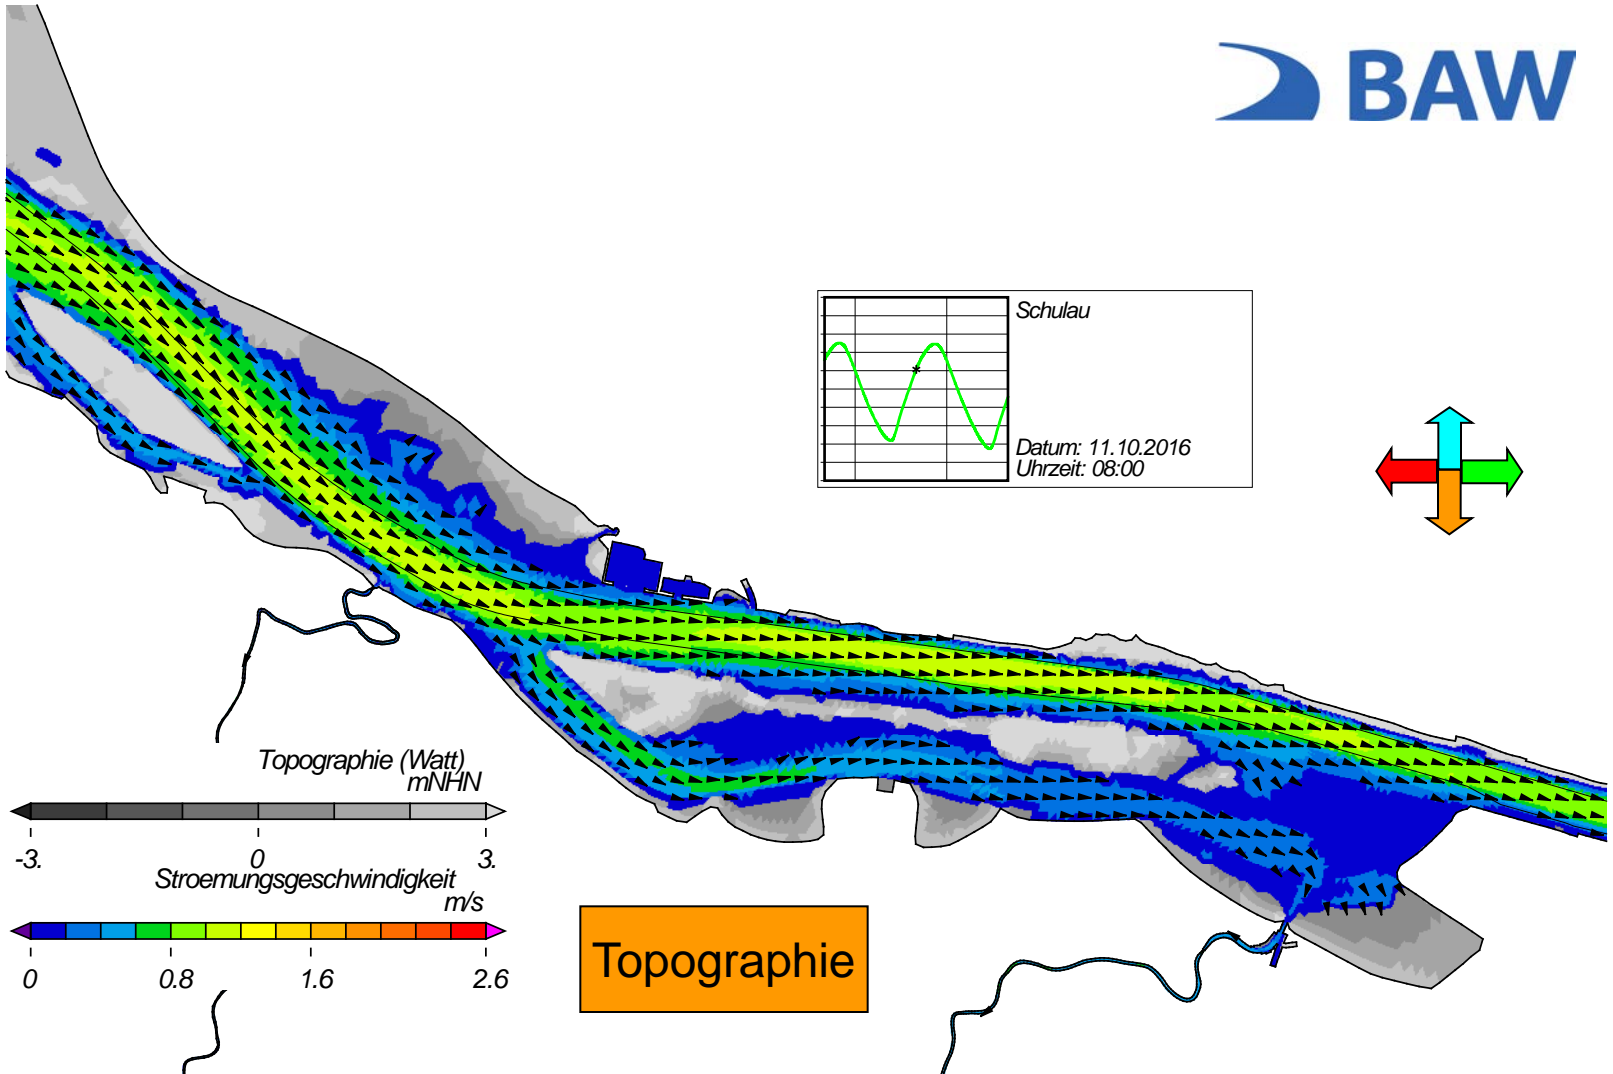 BAW
Schulau
Datum: 11.10.2016
Uhrzeit: 08:00
Topographie (Watt)
mNHN
-3. 0 3.
Stroemungsgeschwindigkeit
m/s
0 0.8 1.6 2.6
Topographie